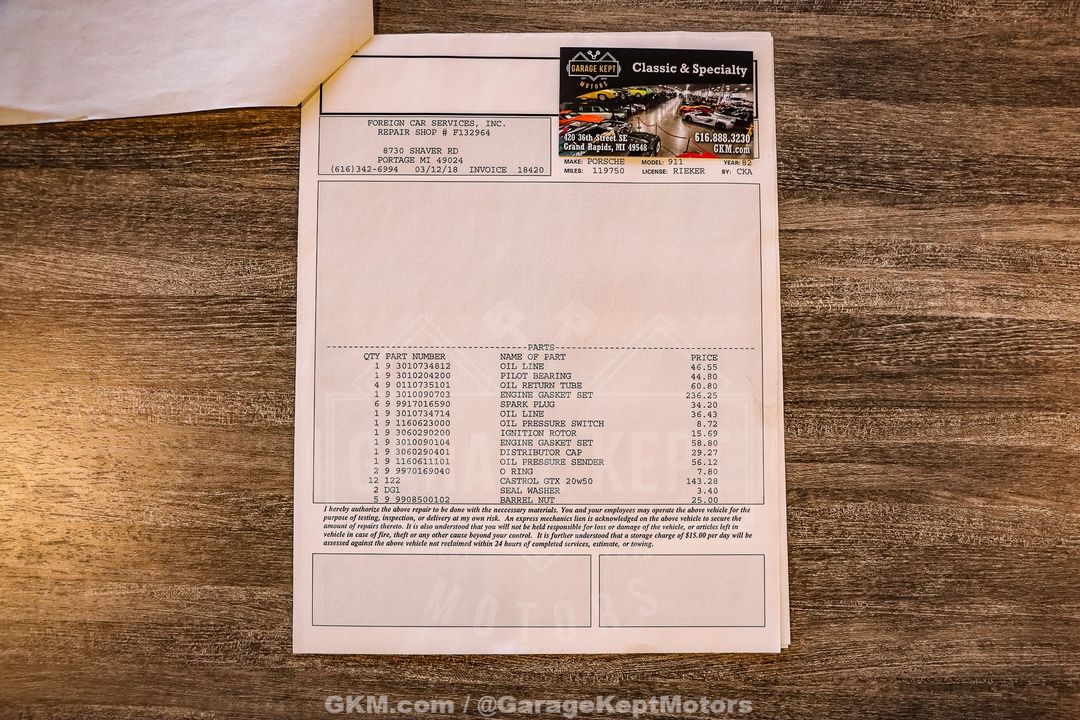 GARAGE KEPT
MOTORS
Classic & Specialty
420 36th Street SE
Grand Rapids, MI 49548
616.888.3230
GKM.com
FOREIGN CAR SERVICES, INC.
REPAIR SHOP # F132964
8730 SHAVER RD
PORTAGE MI 49024
(616)342-6994 03/12/18 INVOICE 18420
MAKE: PORSCHE MODEL: 911 YEAR: 82
MILES: 119750 LICENSE: RIEKER BY: CKA
PARTS
QTY PART NUMBER NAME OF PART PRICE
1 9 3010734812 OIL LINE 46.55
1 9 3010204200 PILOT BEARING 44.80
4 9 0110735101 OIL RETURN TUBE 60.80
1 9 3010090703 ENGINE GASKET SET 236.25
6 9 9917016590 SPARK PLUG 34.20
1 9 3010734714 OIL LINE 36.43
1 9 1160623000 OIL PRESSURE SWITCH 8.72
1 9 3060290200 IGNITION ROTOR 15.69
1 9 3010090104 ENGINE GASKET SET 58.80
1 9 3060290401 DISTRIBUTOR CAP 29.27
1 9 1160611101 OIL PRESSURE SENDER 56.12
2 9 9970169040 O RING 7.80
12 122 CASTROL GTX 20w50 143.28
2 DG1 SEAL WASHER 3.40
5 9 9908500102 BARREL NUT 25.00
I hereby authorize the above repair to be done with the neccessary materials. You and your employees may operate the above vehicle for the
purpose of testing, inspection, or delivery at my own risk. An express mechanics lien is acknowledged on the above vehicle to secure the
amount of repairs thereto. It is also understood that you will not be held responsible for loss or damage of the vehicle, or articles left in
vehicle in case of fire, theft or any other cause beyond your control. It is further understood that a storage charge of $15.00 per day will be
assessed against the above vehicle not reclaimed within 24 hours of completed services, estimate, or towing.
MOTORS
GKM.com / @GarageKeptMotors